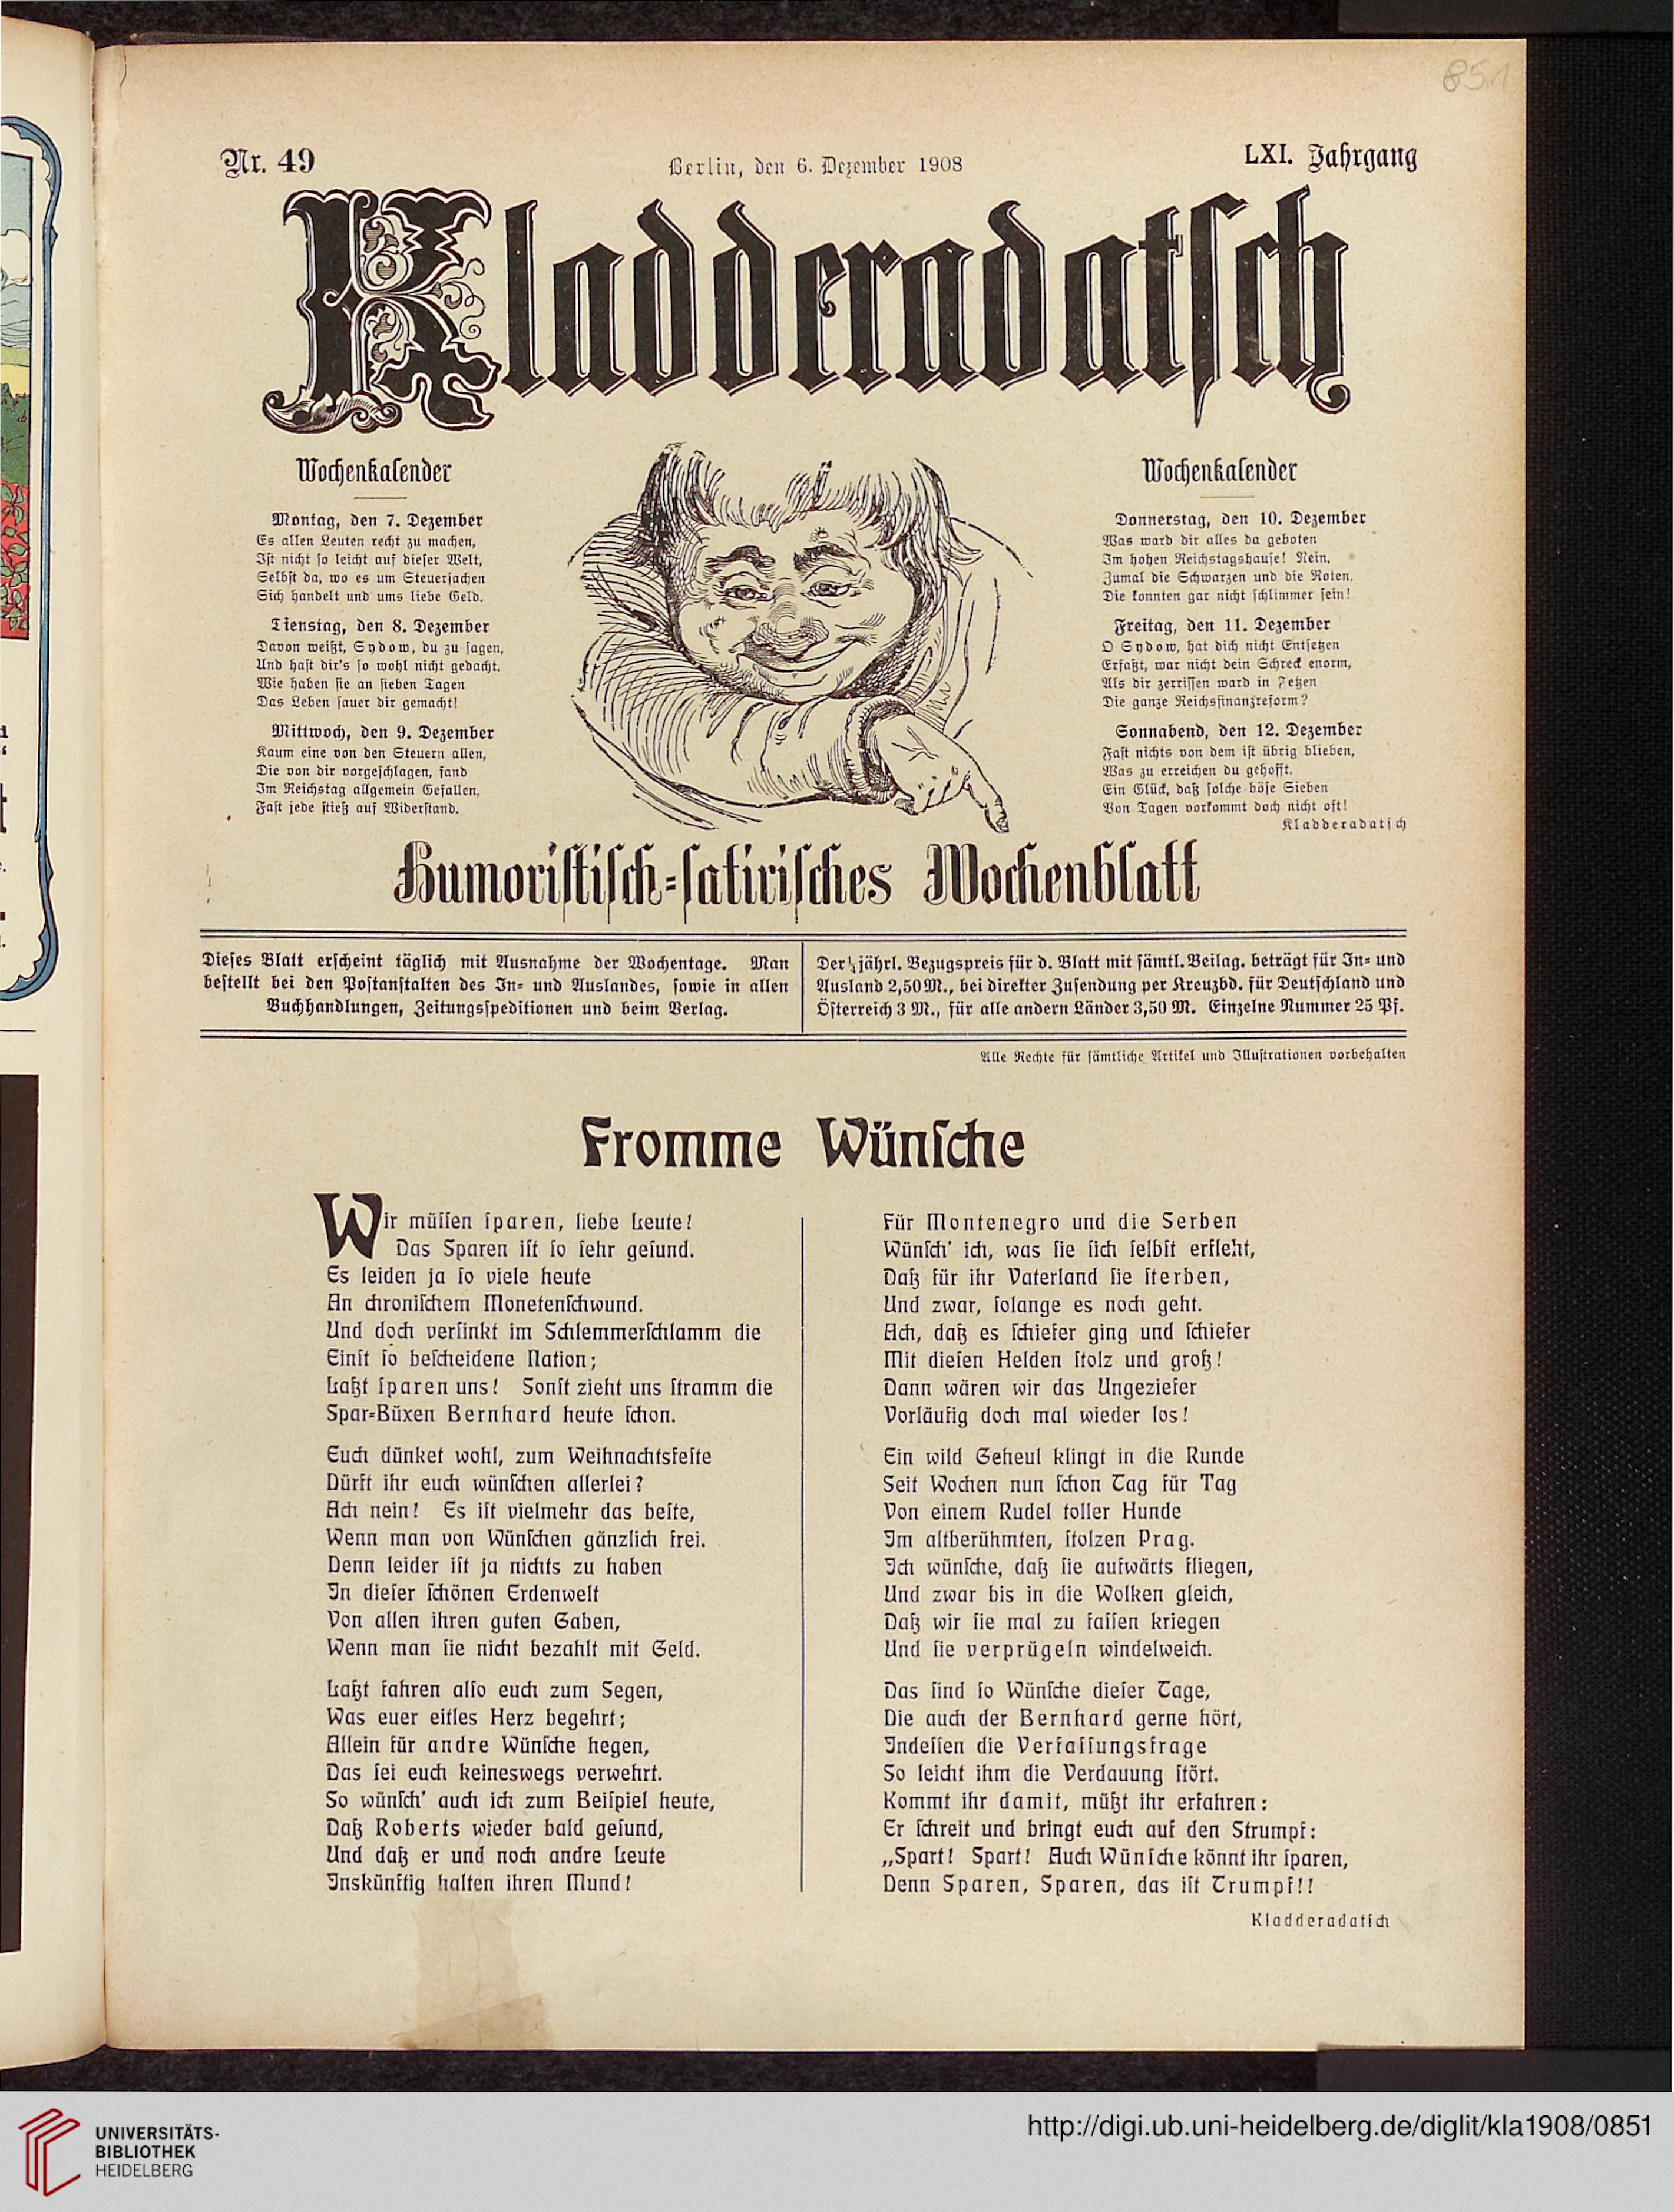 851
Nr. 49
Berlin, den 6. Dezember 1908
LXI. Jahrgang
Kladderadatſch
Wochenkalender
Montag, den 7. Dezember
Es allen Leuten recht zu machen,
Iſt nicht ſo leicht auf dieſer Welt,
Selbſt da, wo es um Steuerſachen
Sich handelt und ums liebe Geld.
Dienstag, den 8. Dezember
Davon weißt, Sydow, du zu ſagen,
Und haſt dir's ſo wohl nicht gedacht.
Wie haben ſie an ſieben Tagen
Das Leben ſauer dir gemacht!
Mittwoch, den 9. Dezember
Kaum eine von den Steuern allen,
Die von dir vorgeſchlagen, fand
Im Reichstag allgemein Gefallen,
Faſt jede ſtieß auf Widerſtand.
Wochenkalender
Donnerstag, den 10. Dezember
Was ward dir alles da geboten
Im hohen Reichstagshauſe! Nein,
Zumal die Schwarzen und die Roten,
Die konnten gar nicht ſchlimmer ſein!
Freitag, den 11. Dezember
O Sydow, hat dich nicht Entſetzen
Erfaßt, war nicht dein Schreck enorm,
Als dir zerriſſen ward in Fetzen
Die ganze Reichsfinanzreform?
Sonnabend, den 12. Dezember
Faſt nichts von dem iſt übrig blieben,
Was zu erreichen du gehofft.
Ein Glück, daß ſolche böſe Sieben
Von Tagen vorkommt doch nicht oft!
Kladderadatſch
Humoriſtiſch=ſatiriſches Wochenblatt
Dieſes Blatt erſcheint täglich mit Ausnahme der Wochentage. Man
beſtellt bei den Poſtanſtalten des In= und Auslandes, ſowie in allen
Buchhandlungen, Zeitungsſpeditionen und beim Verlag.
Der ¼jährl. Bezugspreis für d. Blatt mit ſämtl. Beilag. beträgt für In= und
Ausland 2,50 M., bei direkter Zuſendung per Kreuzbd. für Deutſchland und
Öſterreich 3 M., für alle andern Länder 3,50 M. Einzelne Nummer 25 Pf.
Alle Rechte für ſämtliche Artikel und Illuſtrationen vorbehalten
Fromme Wünſche
Wir müſſen ſparen, liebe Leute!
Das Sparen iſt ſo ſehr geſund.
Es leiden ja ſo viele heute
An chroniſchem Monetenſchwund.
Und doch verſinkt im Schlemmerſchlamm die
Einſt ſo beſcheidene Nation;
Laßt ſparen uns! Sonſt zieht uns ſtramm die
Spar=Büxen Bernhard heute ſchon.
Euch dünket wohl, zum Weihnachtsfeſte
Dürft ihr euch wünſchen allerlei?
Ach nein! Es iſt vielmehr das beſte,
Wenn man von Wünſchen gänzlich frei.
Denn leider iſt ja nichts zu haben
In dieſer ſchönen Erdenwelt
Von allen ihren guten Gaben,
Wenn man ſie nicht bezahlt mit Geld.
Laßt fahren alſo euch zum Segen,
Was euer eitles Herz begehrt;
Allein für andre Wünſche hegen,
Das ſei euch keineswegs verwehrt.
So wünſch' auch ich zum Beiſpiel heute,
Daß Roberts wieder bald geſund,
Und daß er und noch andre Leute
Inskünftig halten ihren Mund!
Für Montenegro und die Serben
Wünſch' ich, was ſie ſich ſelbſt erfleht,
Daß für ihr Vaterland ſie ſterben,
Und zwar, ſolange es noch geht.
Ach, daß es ſchiefer ging und ſchiefer
Mit dieſen Helden ſtolz und groß!
Dann wären wir das Ungeziefer
Vorläufig doch mal wieder los!
Ein wild Geheul klingt in die Runde
Seit Wochen nun ſchon Tag für Tag
Von einem Rudel toller Hunde
Im altberühmten, ſtolzen Prag.
Ich wünſche, daß ſie aufwärts fliegen,
Und zwar bis in die Wolken gleich,
Daß wir ſie mal zu faſſen kriegen
Und ſie verprügeln windelweich.
Das ſind ſo Wünſche dieſer Tage,
Die auch der Bernhard gerne hört,
Indeſſen die Verfaſſungsfrage
So leicht ihm die Verdauung ſtört.
Kommt ihr damit, müßt ihr erfahren:
Er ſchreit und bringt euch auf den Strumpf:
„Spart! Spart! Auch Wünſche könnt ihr ſparen,
Denn Sparen, Sparen, das iſt Trumpf!!
Kladderadatſch
UNIVERSITÄTS-
BIBLIOTHEK
HEIDELBERG
http://digi.ub.uni-heidelberg.de/diglit/kla1908/0851